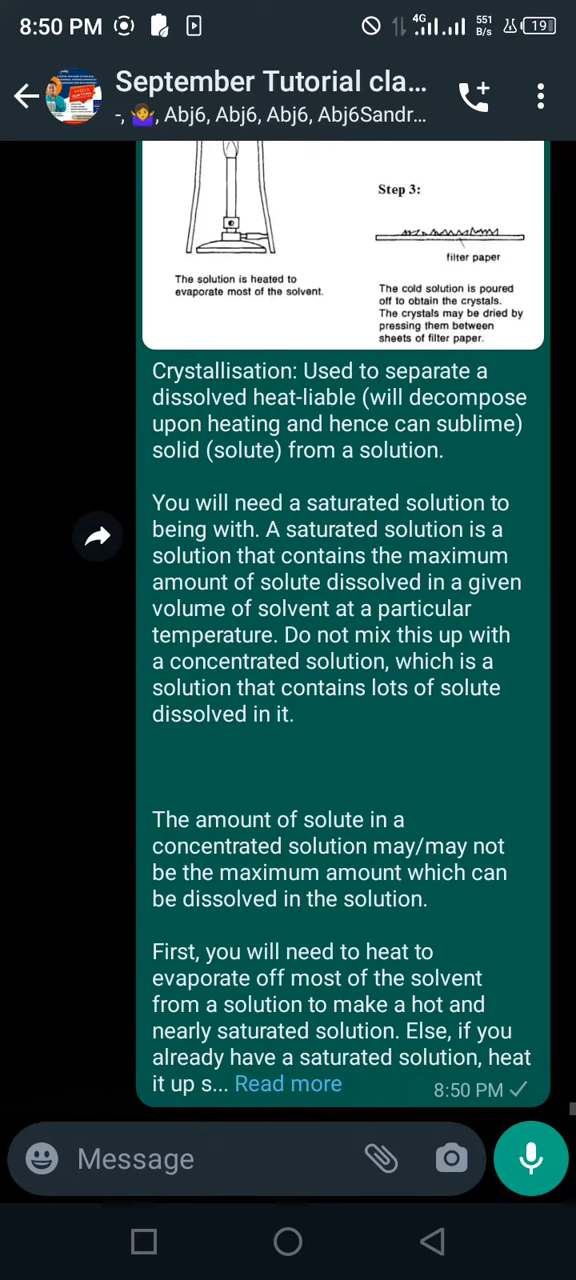 8:50 PM
4G
551
B/s
19
September Tutorial cla...
-, 🤷‍♀️, Abj6, Abj6, Abj6, Abj6Sandr...
The solution is heated to
evaporate most of the solvent.
Step 3:
filter paper
The cold solution is poured
off to obtain the crystals.
The crystals may be dried by
pressing them between
sheets of filter paper.
Crystallisation: Used to separate a
dissolved heat-liable (will decompose
upon heating and hence can sublime)
solid (solute) from a solution.
You will need a saturated solution to
being with. A saturated solution is a
solution that contains the maximum
amount of solute dissolved in a given
volume of solvent at a particular
temperature. Do not mix this up with
a concentrated solution, which is a
solution that contains lots of solute
dissolved in it.
The amount of solute in a
concentrated solution may/may not
be the maximum amount which can
be dissolved in the solution.
First, you will need to heat to
evaporate off most of the solvent
from a solution to make a hot and
nearly saturated solution. Else, if you
already have a saturated solution, heat
it up s... Read more
8:50 PM
Message